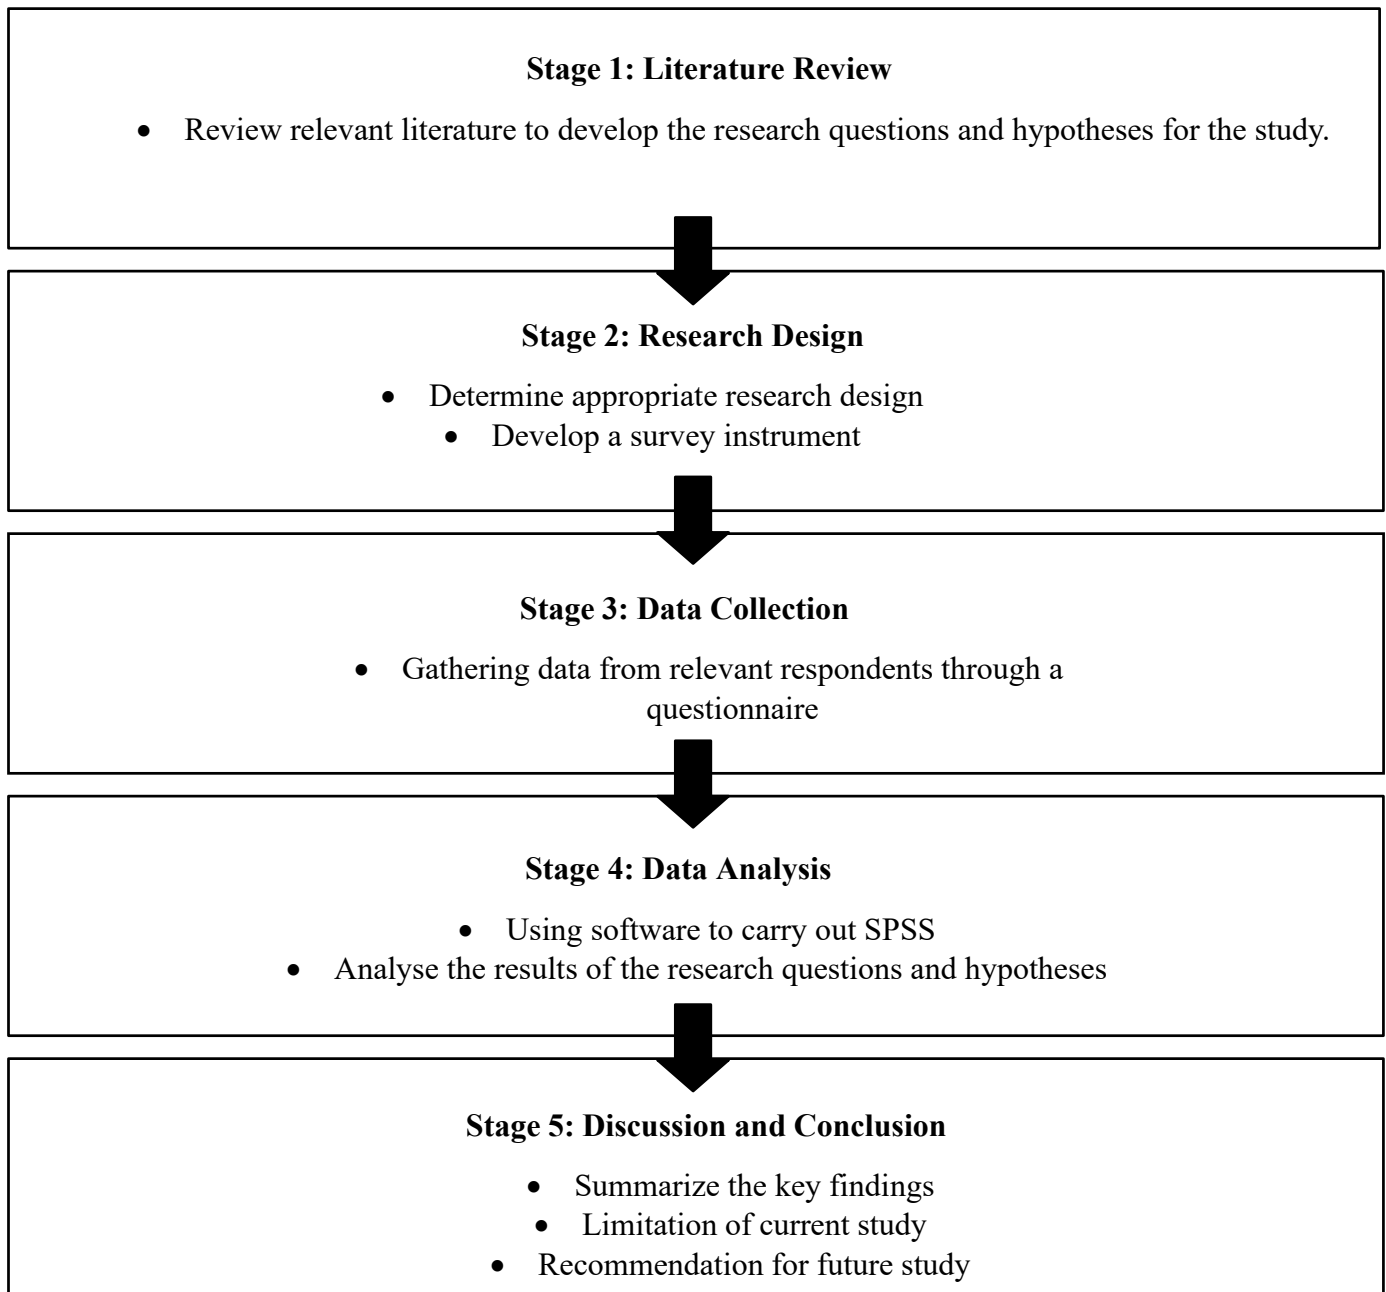 Stage 1: Literature Review
• Review relevant literature to develop the research questions and hypotheses for the study.
Stage 2: Research Design
• Determine appropriate research design
• Develop a survey instrument
Stage 3: Data Collection
• Gathering data from relevant respondents through a
questionnaire
Stage 4: Data Analysis
• Using software to carry out SPSS
• Analyse the results of the research questions and hypotheses
Stage 5: Discussion and Conclusion
• Summarize the key findings
• Limitation of current study
• Recommendation for future study